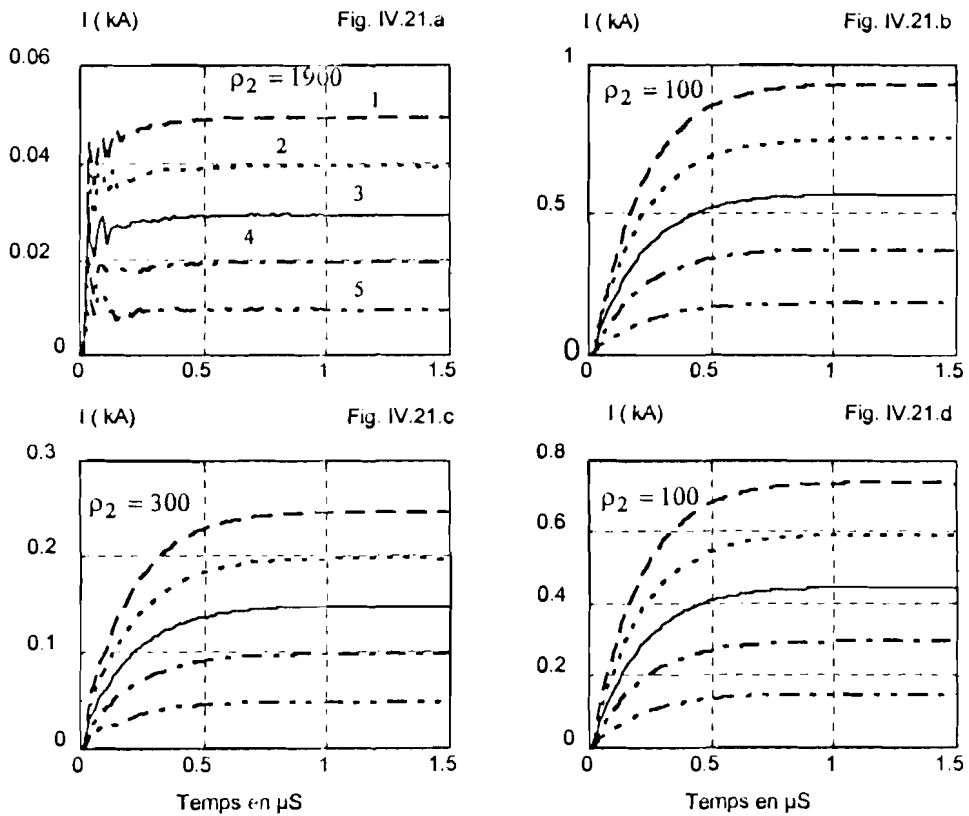 I ( kA) Fig. IV.21.a
0.06
0.04
0.02
0
ρ₂ = 1900
1
2
3
4
5
0 0.5 1 1.5
I ( kA) Fig. IV.21.b
1
0.5
0
ρ₂ = 100
0 0.5 1 1.5
I ( kA) Fig. IV.21.c
0.3
0.2
0.1
0
ρ₂ = 300
0 0.5 1 1.5
Temps en µS
I ( kA) Fig. IV.21.d
0.8
0.6
0.4
0.2
0
ρ₂ = 100
0 0.5 1 1.5
Temps en µS